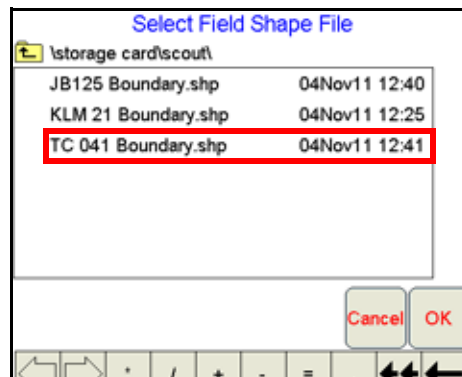 Select Field Shape File
\storage card\scout\
JB125 Boundary.shp 04Nov11 12:40
KLM 21 Boundary.shp 04Nov11 12:25
TC 041 Boundary.shp 04Nov11 12:41
Cancel OK
* / + - =